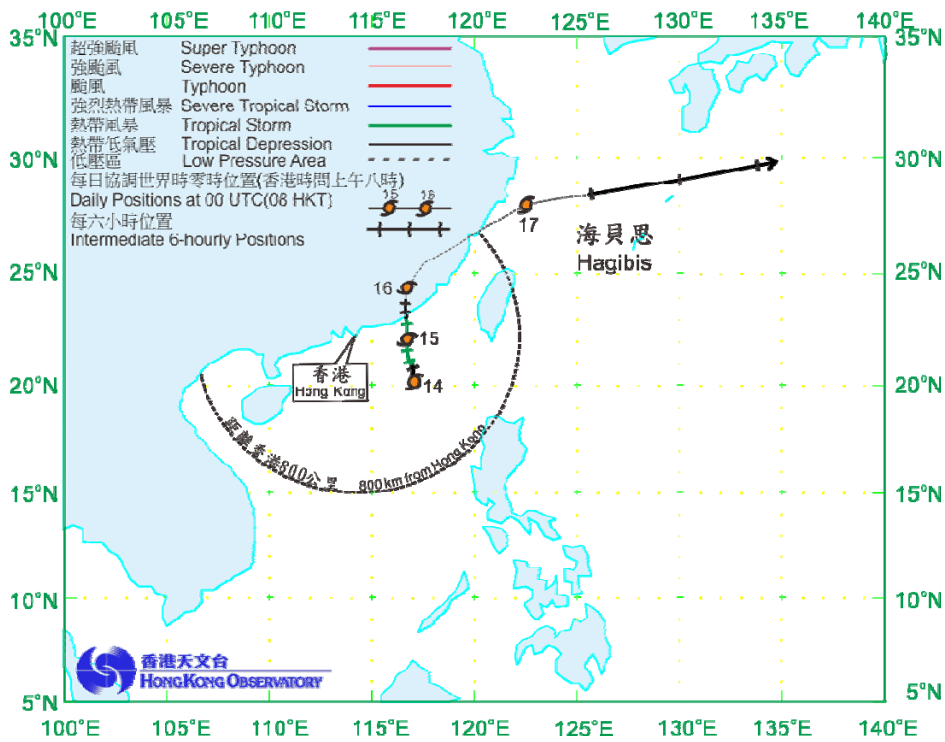 100°E 105°E 110°E 115°E 120°E 125°E 130°E 135°E 140°E
35°N 35°N
超強颱風 Super Typhoon
強颱風 Severe Typhoon
颱風 Typhoon
強烈熱帶風暴 Severe Tropical Storm
熱帶風暴 Tropical Storm
熱帶低氣壓 Tropical Depression
低壓區 Low Pressure Area
每日協調世界時零時位置(香港時間上午八時)
Daily Positions at 00 UTC(08 HKT)
15 16
每六小時位置
Intermediate 6-hourly Positions
30°N 30°N
17
海貝思
Hagibis
25°N 25°N
16
15
香港
Hong Kong
14
20°N 20°N
距離香港800公里
800km from Hong Kong
15°N 15°N
10°N 10°N
香港天文台
HONG KONG OBSERVATORY
5°N 5°N
100°E 105°E 110°E 115°E 120°E 125°E 130°E 135°E 140°E